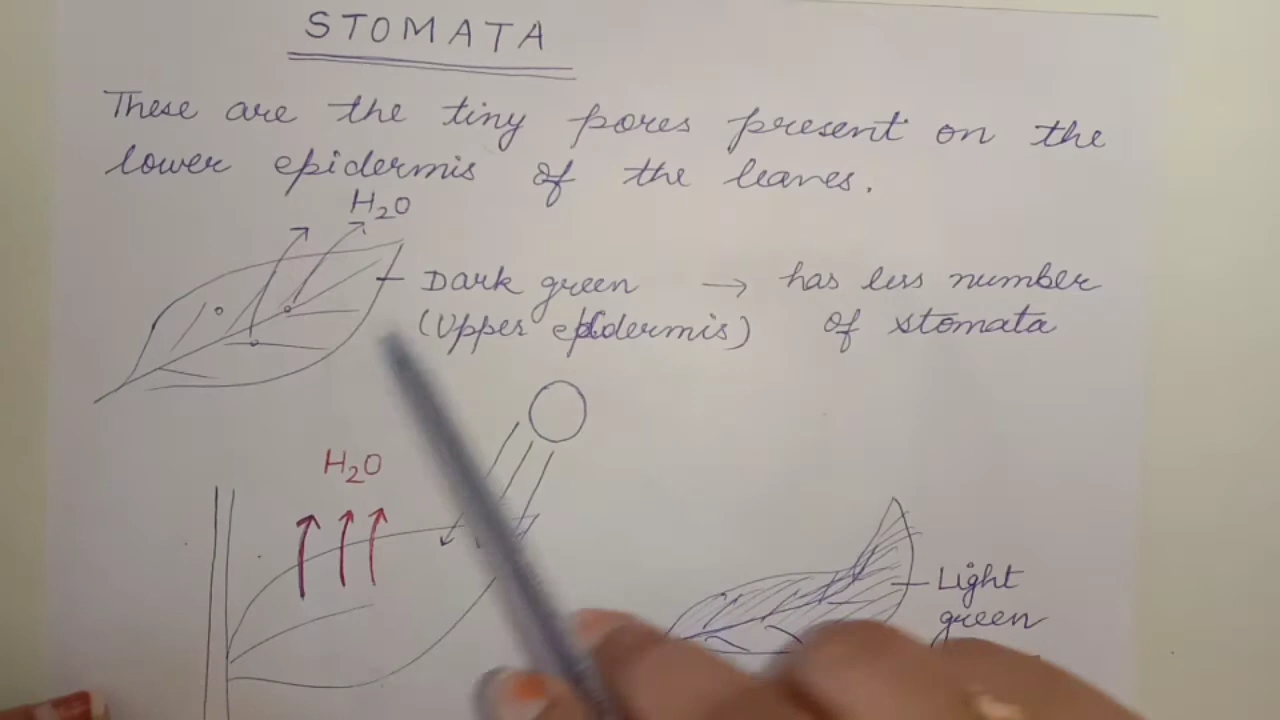 STOMATA
These are the tiny pores present on the
lower epidermis of the leaves.
H₂O
Dark green → has less number
(Upper epidermis) of stomata
H₂O
Light
green